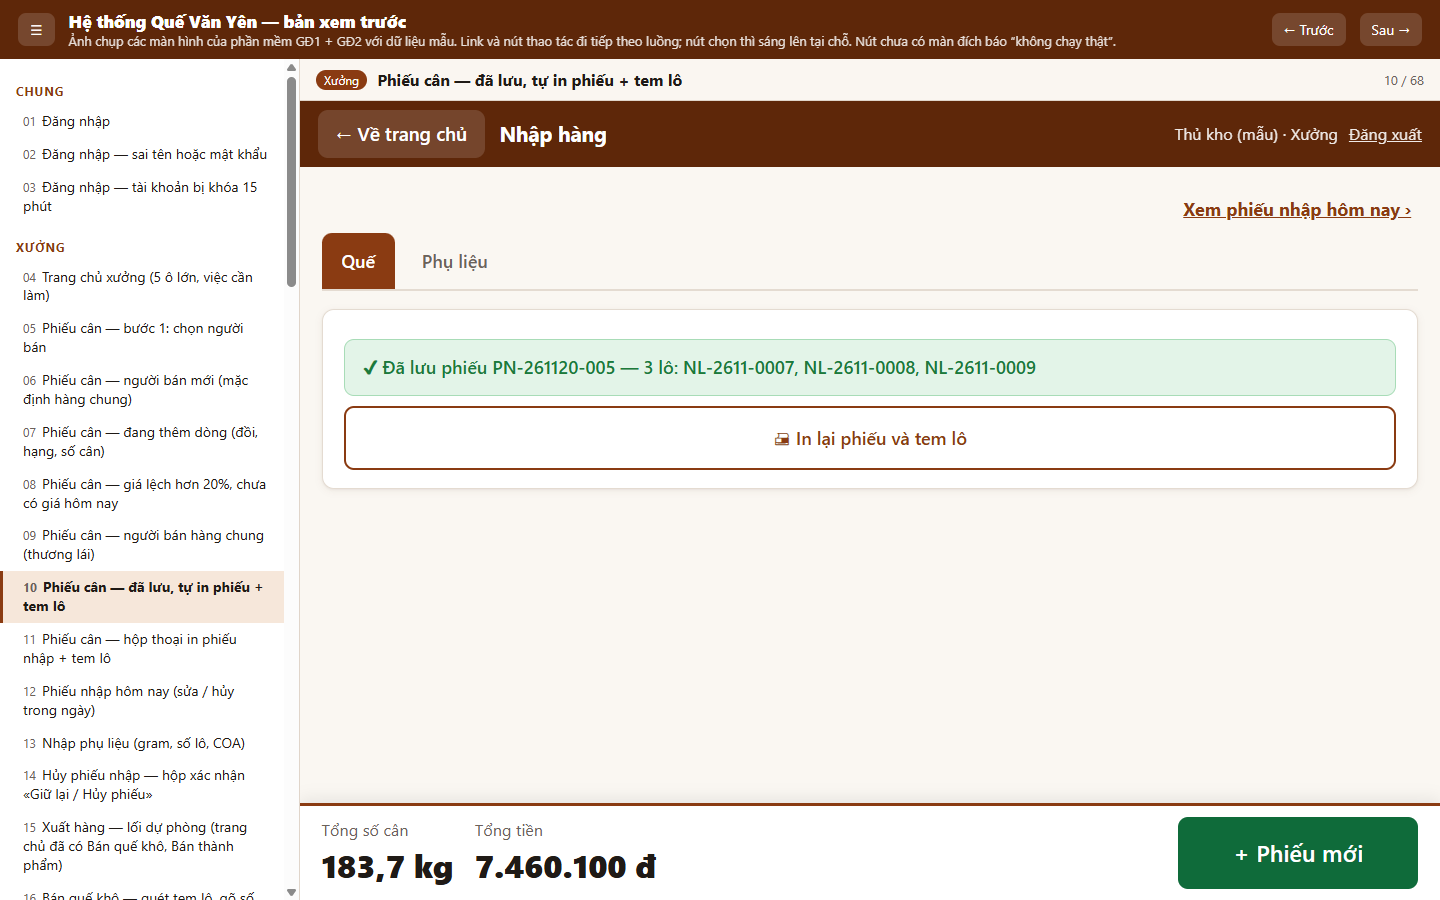 ☰
Hệ thống Quế Văn Yên — bản xem trước
Ảnh chụp các màn hình của phần mềm GĐ1 + GĐ2 với dữ liệu mẫu. Link và nút thao tác đi tiếp theo luồng; nút chọn thì sáng lên tại chỗ. Nút chưa có màn đích báo “không chạy thật”.
← Trước
Sau →
CHUNG
01 Đăng nhập
02 Đăng nhập — sai tên hoặc mật khẩu
03 Đăng nhập — tài khoản bị khóa 15
phút
XƯỞNG
04 Trang chủ xưởng (5 ô lớn, việc cần
làm)
05 Phiếu cân — bước 1: chọn người
bán
06 Phiếu cân — người bán mới (mặc
định hàng chung)
07 Phiếu cân — đang thêm dòng (đồi,
hạng, số cân)
08 Phiếu cân — giá lệch hơn 20%, chưa
có giá hôm nay
09 Phiếu cân — người bán hàng chung
(thương lái)
10 Phiếu cân — đã lưu, tự in phiếu +
tem lô
11 Phiếu cân — hộp thoại in phiếu
nhập + tem lô
12 Phiếu nhập hôm nay (sửa / hủy
trong ngày)
13 Nhập phụ liệu (gram, số lô, COA)
14 Hủy phiếu nhập — hộp xác nhận
«Giữ lại / Hủy phiếu»
15 Xuất hàng — lối dự phòng (trang
chủ đã có Bán quế khô, Bán thành
phẩm)
16 Bán quế khô — quét tem lô, gõ số
Xưởng
Phiếu cân — đã lưu, tự in phiếu + tem lô
10 / 68
← Về trang chủ
Nhập hàng
Thủ kho (mẫu) · Xưởng
Đăng xuất
Xem phiếu nhập hôm nay ›
Quế
Phụ liệu
✔ Đã lưu phiếu PN-261120-005 — 3 lô: NL-2611-0007, NL-2611-0008, NL-2611-0009
In lại phiếu và tem lô
Tổng số cân
Tổng tiền
183,7 kg
7.460.100 đ
+ Phiếu mới